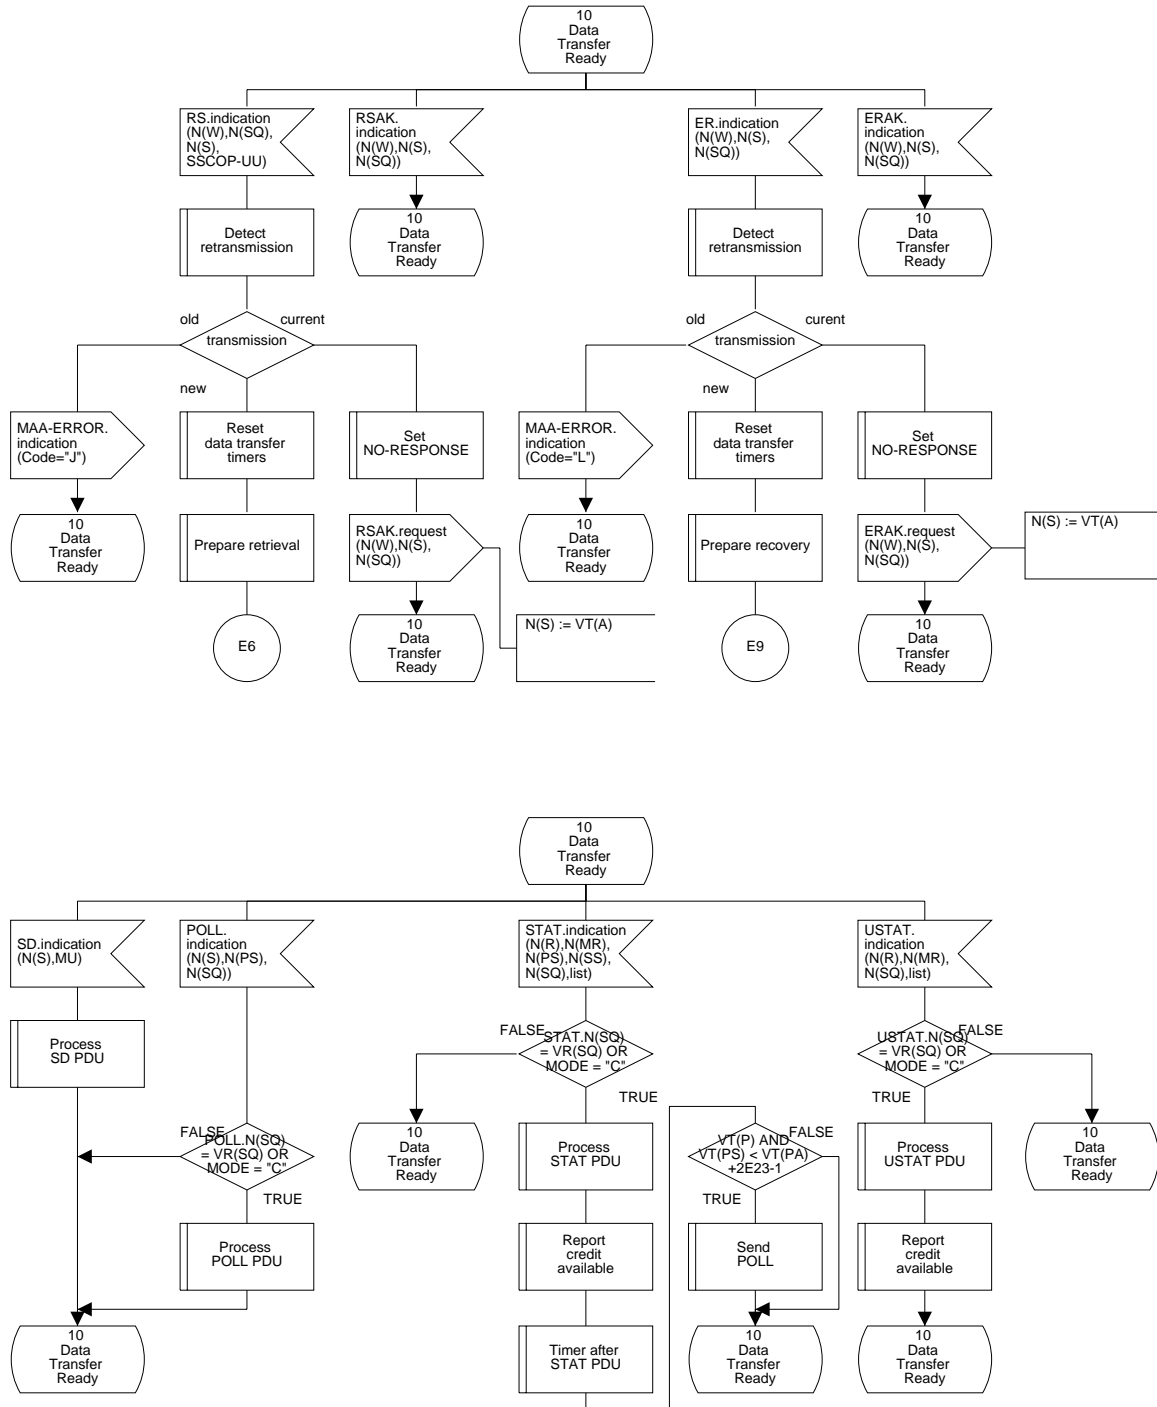 10
Data
Transfer
Ready
RS.indication
(N(W),N(SQ),
N(S),
SSCOP-UU)
RSAK.
indication
(N(W),N(S),
N(SQ))
ER.indication
(N(W),N(S),
N(SQ))
ERAK.
indication
(N(W),N(S),
N(SQ))
Detect
retransmission
10
Data
Transfer
Ready
Detect
retransmission
10
Data
Transfer
Ready
old
current
transmission
new
old
curent
transmission
new
MAA-ERROR.
indication
(Code="J")
Reset
data transfer
timers
Set
NO-RESPONSE
MAA-ERROR.
indication
(Code="L")
Reset
data transfer
timers
Set
NO-RESPONSE
10
Data
Transfer
Ready
Prepare retrieval
RSAK.request
(N(W),N(S),
N(SQ))
10
Data
Transfer
Ready
Prepare recovery
ERAK.request
(N(W),N(S),
N(SQ))
N(S) := VT(A)
E6
10
Data
Transfer
Ready
N(S) := VT(A)
E9
10
Data
Transfer
Ready
10
Data
Transfer
Ready
SD.indication
(N(S),MU)
POLL.
indication
(N(S),N(PS),
N(SQ))
STAT.indication
(N(R),N(MR),
N(PS),N(SS),
N(SQ),list)
USTAT.
indication
(N(R),N(MR),
N(SQ),list)
Process
SD PDU
FALSE
STAT.N(SQ)
= VR(SQ) OR
MODE = "C"
TRUE
FALSE
USTAT.N(SQ)
= VR(SQ) OR
MODE = "C"
TRUE
FALSE
POLL.N(SQ)
= VR(SQ) OR
MODE = "C"
TRUE
10
Data
Transfer
Ready
Process
STAT PDU
FALSE
VT(P) AND
VT(PS) < VT(PA)
+2E23-1
TRUE
Process
USTAT PDU
10
Data
Transfer
Ready
Process
POLL PDU
Report
credit
available
Send
POLL
Report
credit
available
10
Data
Transfer
Ready
Timer after
STAT PDU
10
Data
Transfer
Ready
10
Data
Transfer
Ready